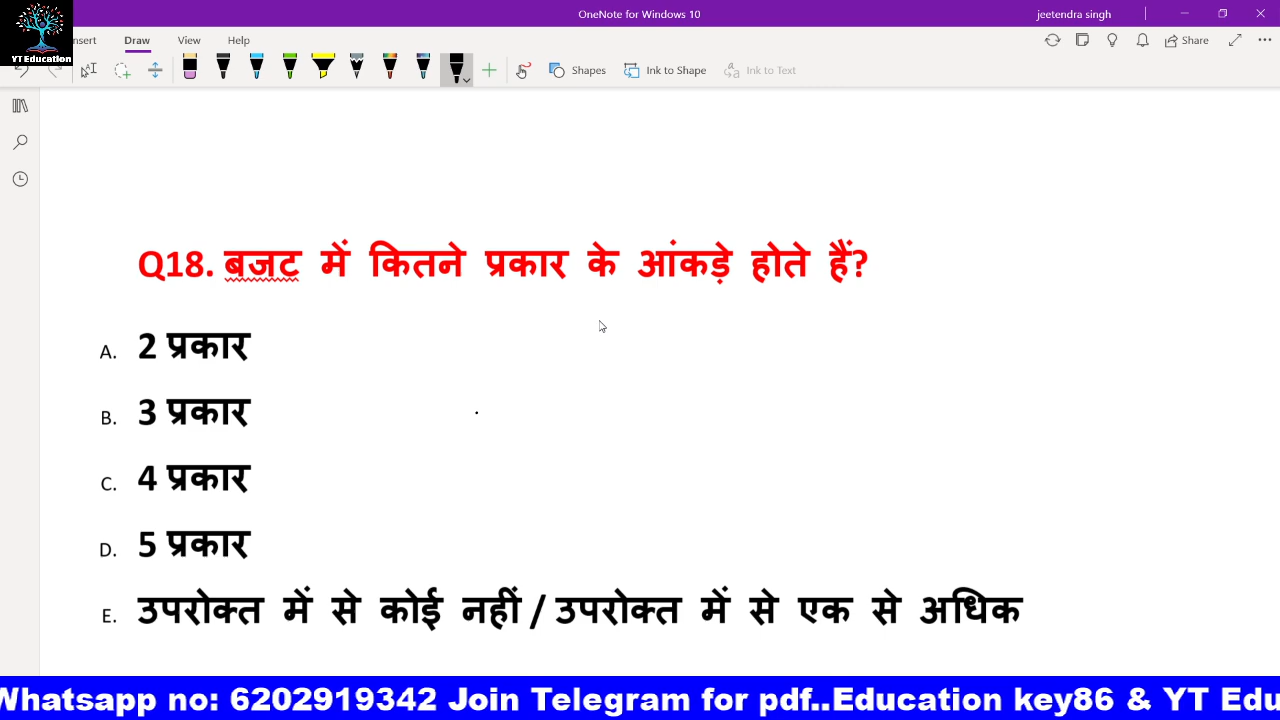 OneNote for Windows 10
jeetendra singh
YT Education
nsert Draw View Help
Share
Shapes
Ink to Shape
Ink to Text
Q18. बजट में कितने प्रकार के आंकड़े होते हैं?
A. 2 प्रकार
B. 3 प्रकार
C. 4 प्रकार
D. 5 प्रकार
E. उपरोक्त में से कोई नहीं / उपरोक्त में से एक से अधिक
Whatsapp no: 6202919342 Join Telegram for pdf..Education key86 & YT Edu